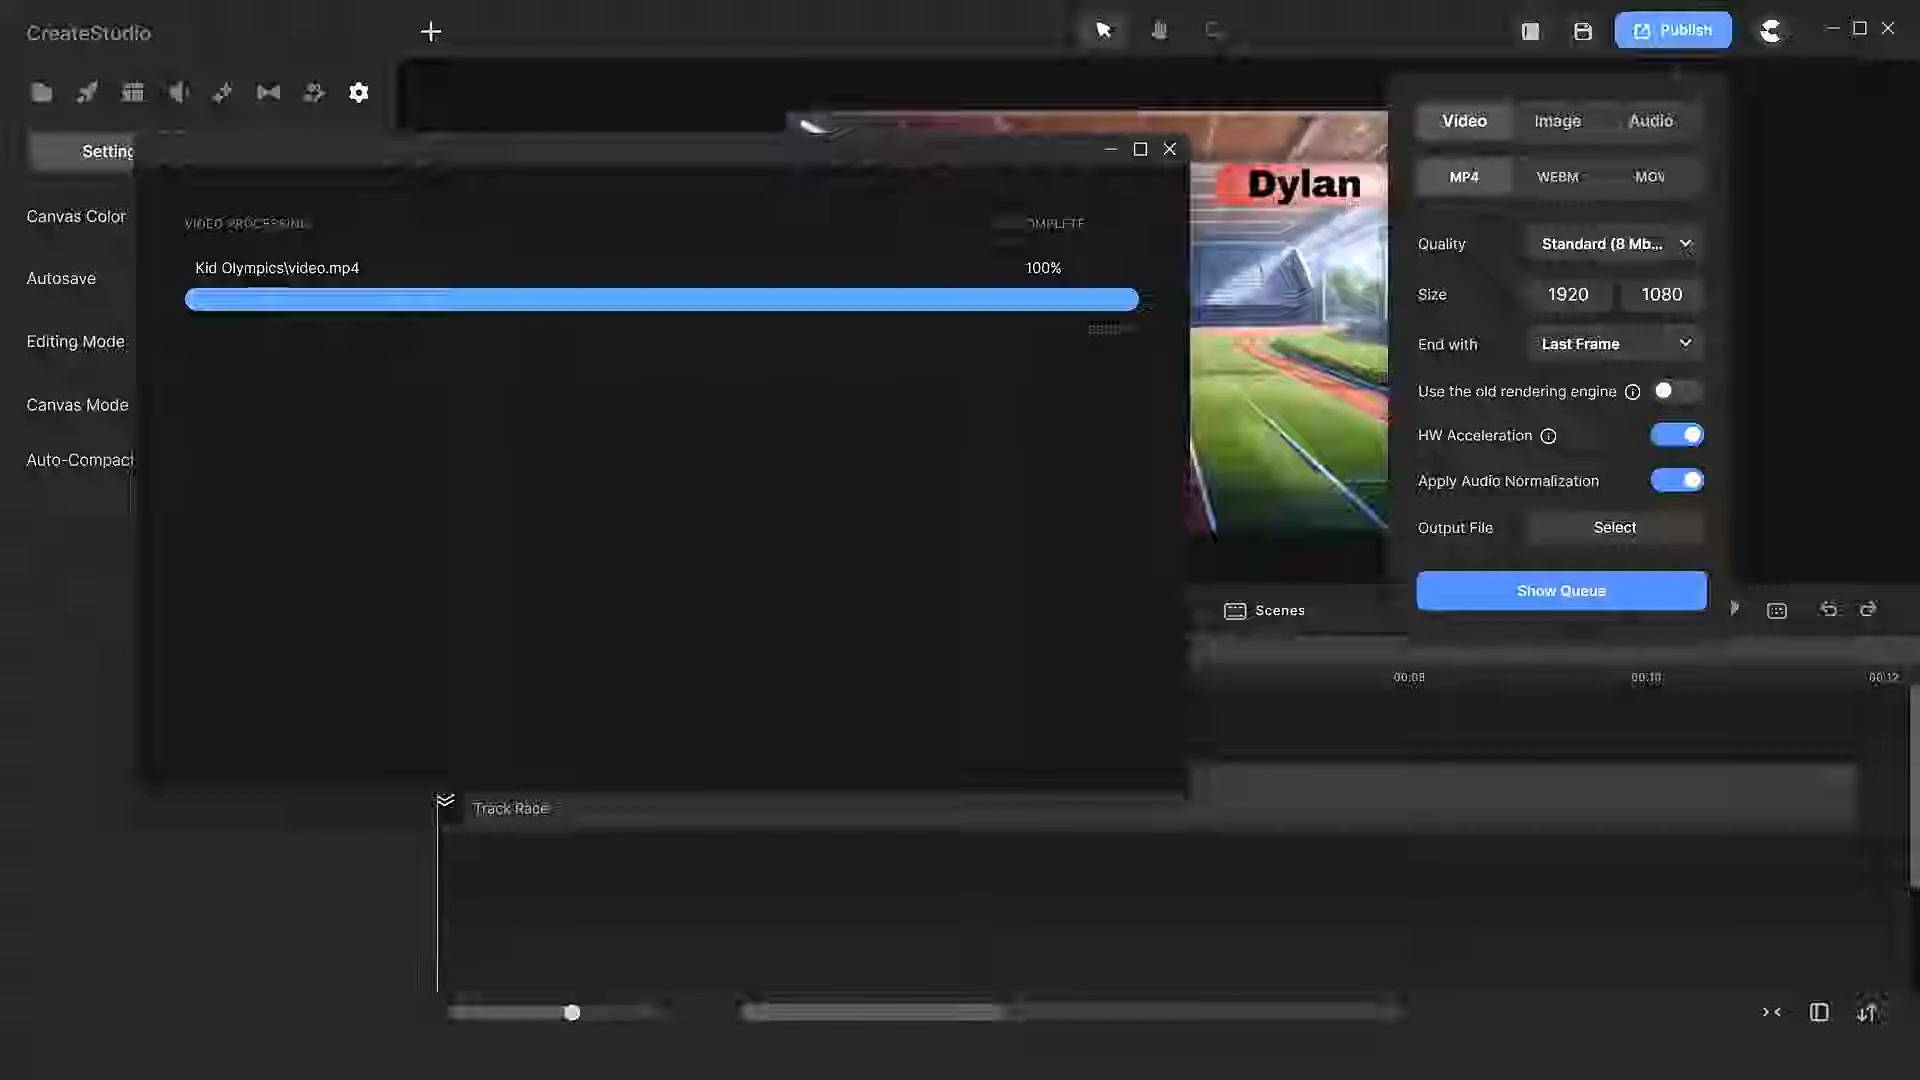 CreateStudio
Publish
Setting
Canvas Color
Autosave
Editing Mode
Canvas Mode
Auto-Compact
VIDEO PROCESSING
OMPLETE
Kid Olympics\video.mp4
100%
Dylan
Video
Image
Audio
MP4
WEBM
MOV
Quality
Standard (8 Mb...
Size
1920
1080
End with
Last Frame
Use the old rendering engine
HW Acceleration
Apply Audio Normalization
Output File
Select
Show Queue
Scenes
00:08
00:10
00:12
Track Race